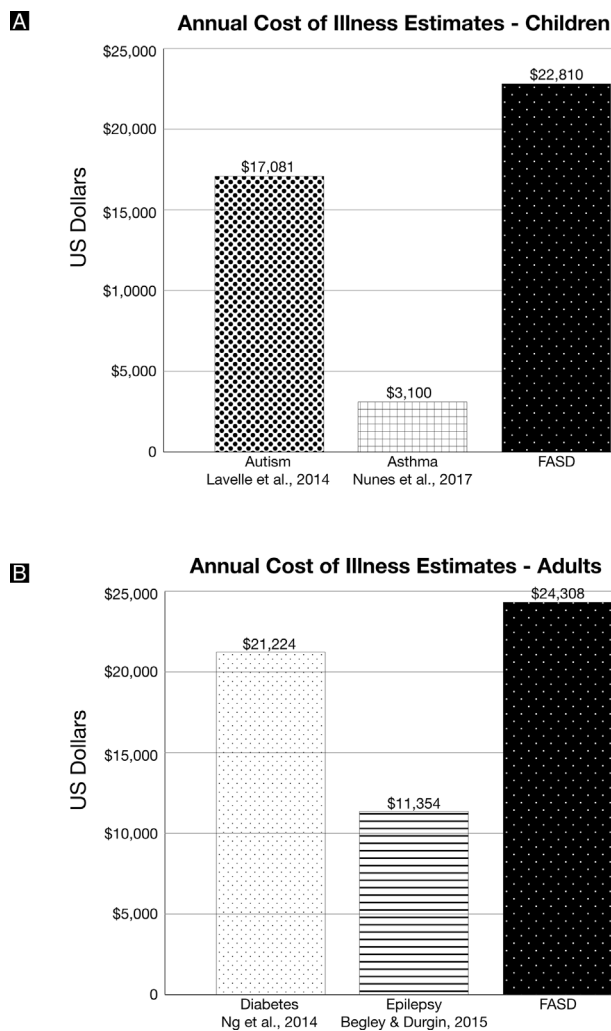 A
Annual Cost of Illness Estimates - Children
US Dollars
$25,000
$20,000
$15,000
$1,0000
$5,000
0
$17,081
$3,100
$22,810
Autism
Lavelle et al., 2014
Asthma
Nunes et al., 2017
FASD
B
Annual Cost of Illness Estimates - Adults
US Dollars
$25,000
$20,000
$15,000
$10,000
$5,000
0
$21,224
$11,354
$24,308
Diabetes
Ng et al., 2014
Epilepsy
Begley & Durgin, 2015
FASD